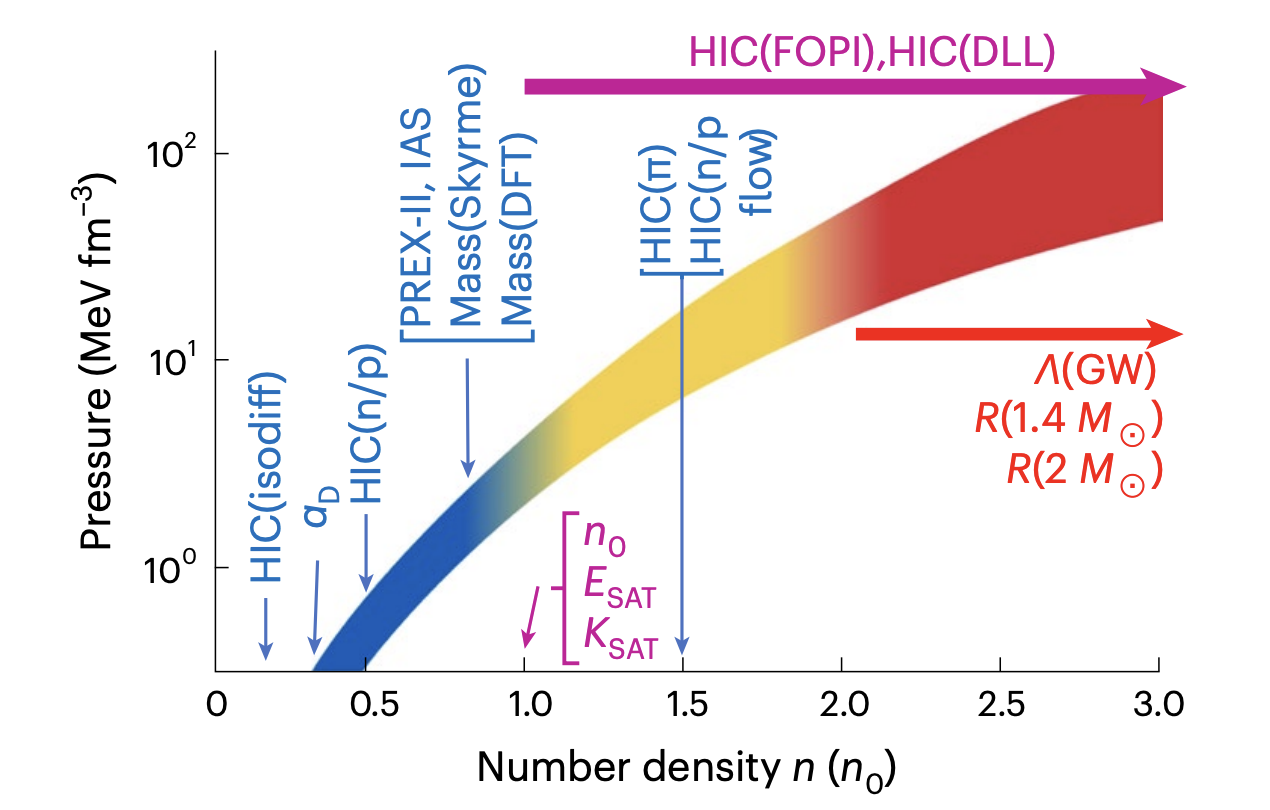 HIC(FOPI),HIC(DLL)
PREX-II, IAS
Mass(Skyrme)
Mass(DFT)
HIC(π)
HIC(n/p
flow)
10²
10¹
10⁰
Pressure (MeV fm⁻³)
HIC(isodiff)
α_D
HIC(n/p)
n₀
E_SAT
K_SAT
Λ(GW)
R(1.4 M_⊙)
R(2 M_⊙)
0 0.5 1.0 1.5 2.0 2.5 3.0
Number density n (n₀)